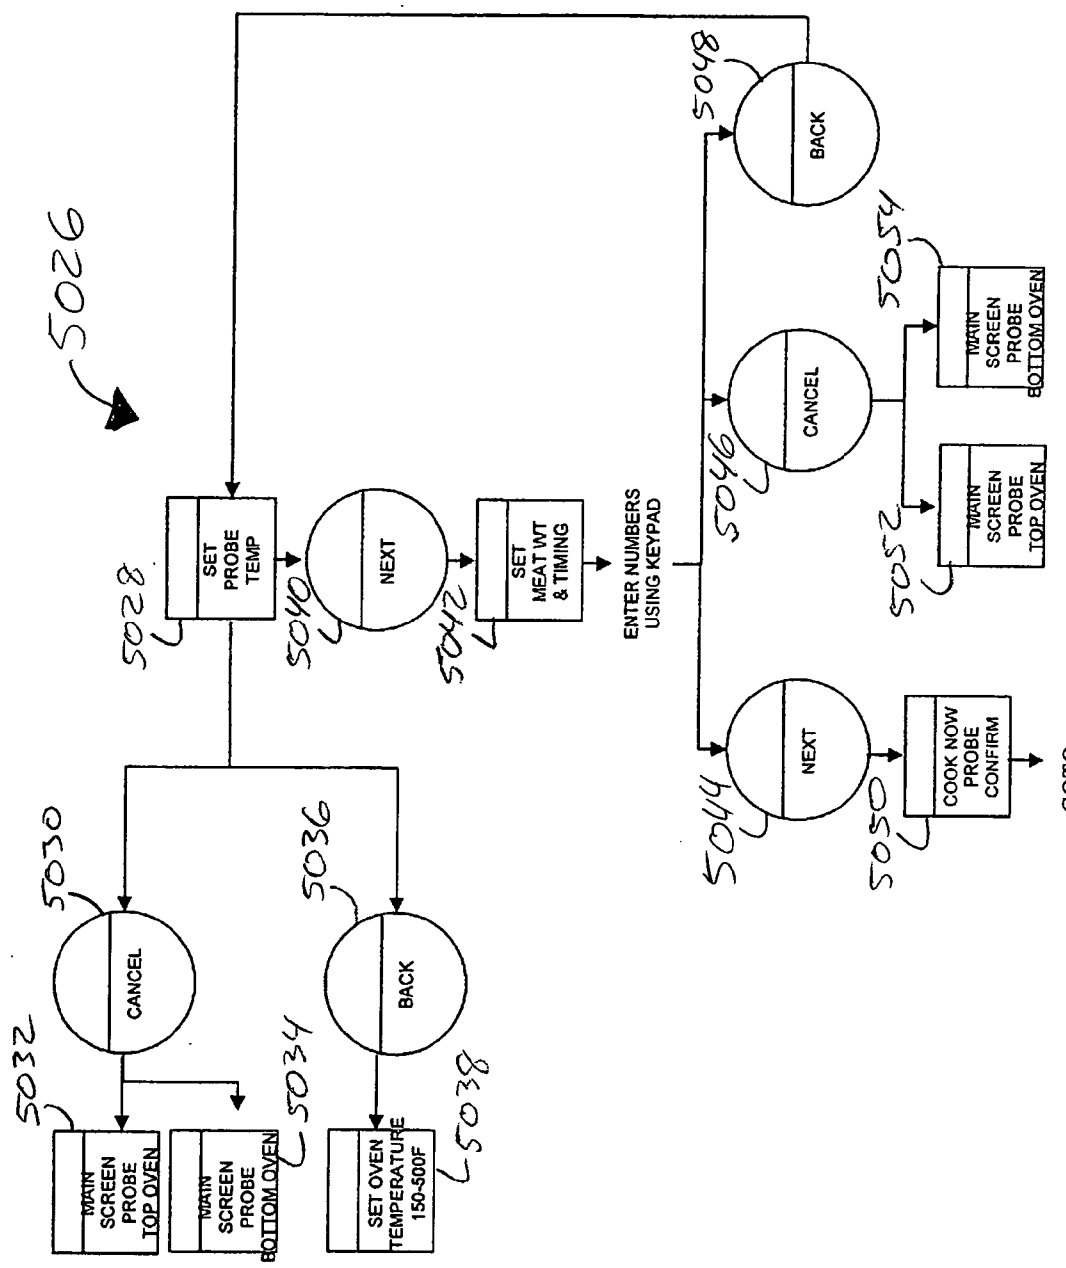 5026
5028
SET
PROBE
TEMP
5030
CANCEL
5032
MAIN
SCREEN
PROBE
TOP OVEN
5034
MAIN
SCREEN
PROBE
BOTTOM OVEN
5036
BACK
5038
SET OVEN
TEMPERATURE
150-500F
5040
NEXT
5042
SET
MEAT WT
& TIMING
ENTER NUMBERS
USING KEYPAD
5044
NEXT
5046
CANCEL
5048
BACK
5050
COOK NOW
PROBE
CONFIRM
5052
MAIN
SCREEN
PROBE
TOP OVEN
5054
MAIN
SCREEN
PROBE
BOTTOM OVEN